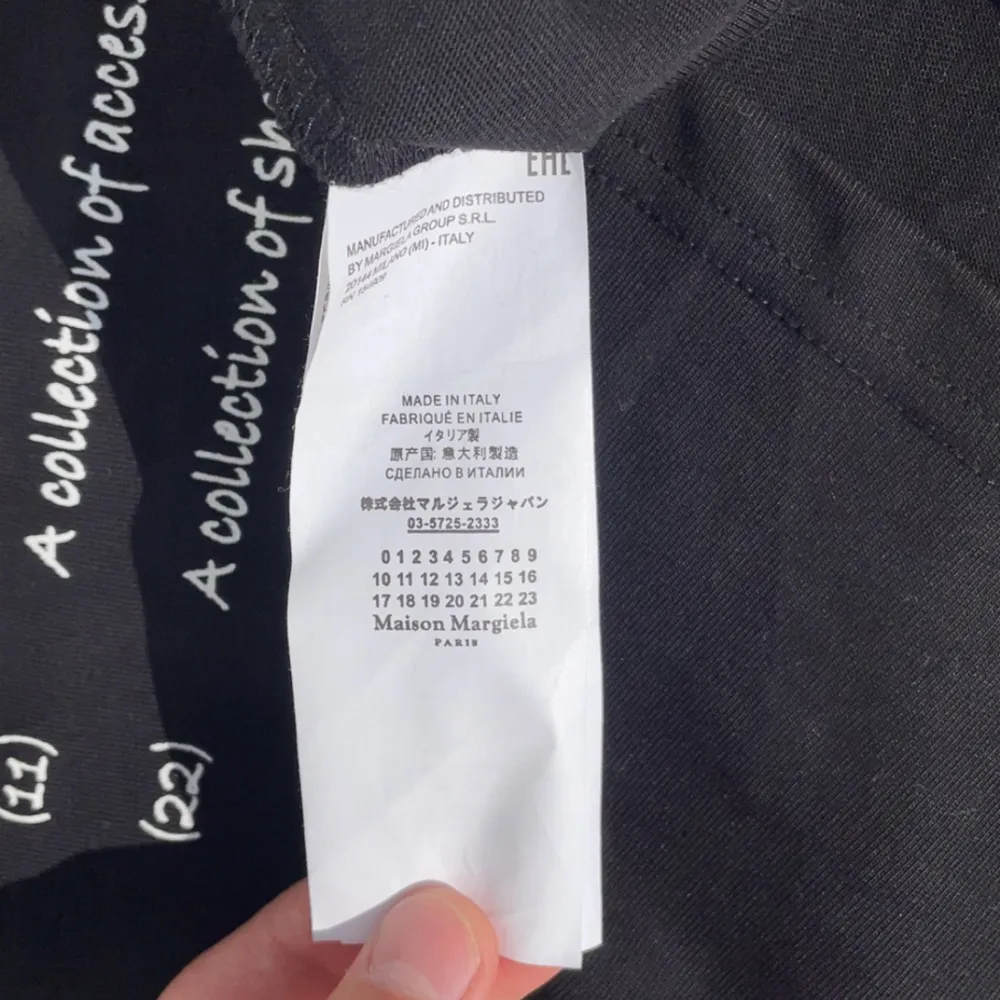 (11) A collection of acces
(22) A collection of sh
EAC
MANUFACTURED AND DISTRIBUTED
BY MARGIELA GROUP S.R.L.
20144 MILANO (MI) - ITALY
MADE IN ITALY
FABRIQUÉ EN ITALIE
イタリア製
原产国: 意大利製造
СДЕЛАНО В ИТАЛИИ
株式会社マルジェラジャパン
03-5725-2333
0 1 2 3 4 5 6 7 8 9
10 11 12 13 14 15 16
17 18 19 20 21 22 23
Maison Margiela
PARIS